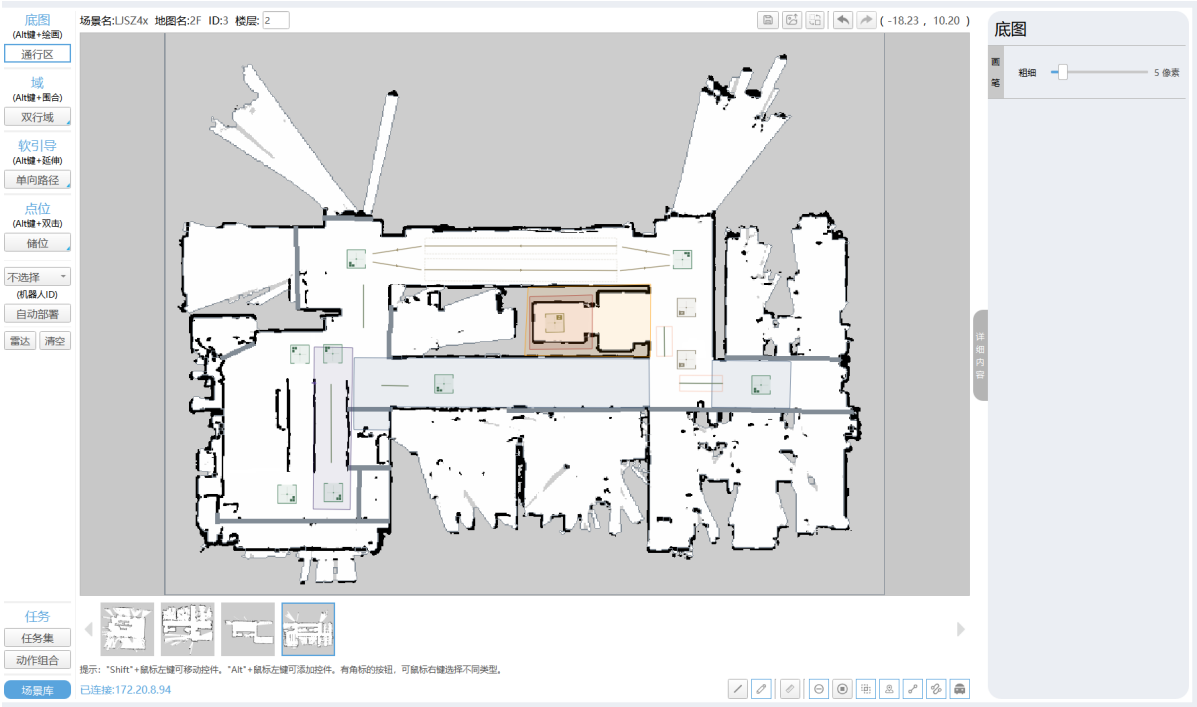 底图
(Alt键+绘画)
通行区
域
(Alt键+围合)
双行域
软引导
(Alt键+延伸)
单向路径
点位
(Alt键+双击)
储位
不选择
(机器人ID)
自动部署
雷达 清空
任务
任务集
动作组合
场景库
场景名:LJSZ4x 地图名:2F ID:3 楼层: 2
( -18.23 , 10.20 )
提示："Shift"+鼠标左键可移动控件。"Alt"+鼠标左键可添加控件。有角标的按钮，可鼠标右键选择不同类型。
已连接:172.20.8.94
详细内容
底图
画笔
粗细 5 像素